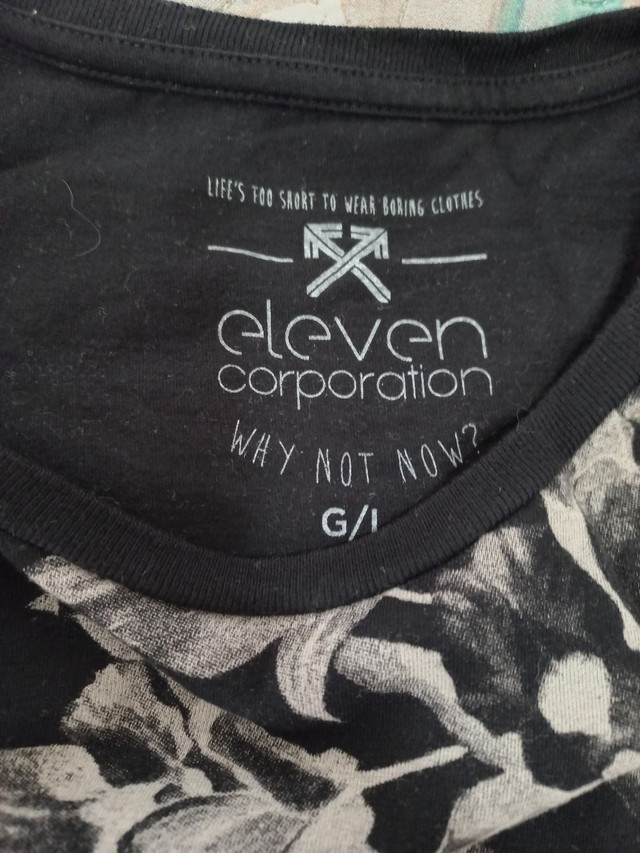 LIFE'S TOO SHORT TO WEAR BORING CLOTHES
eleven
corporation
WHY NOT NOW?
G/L